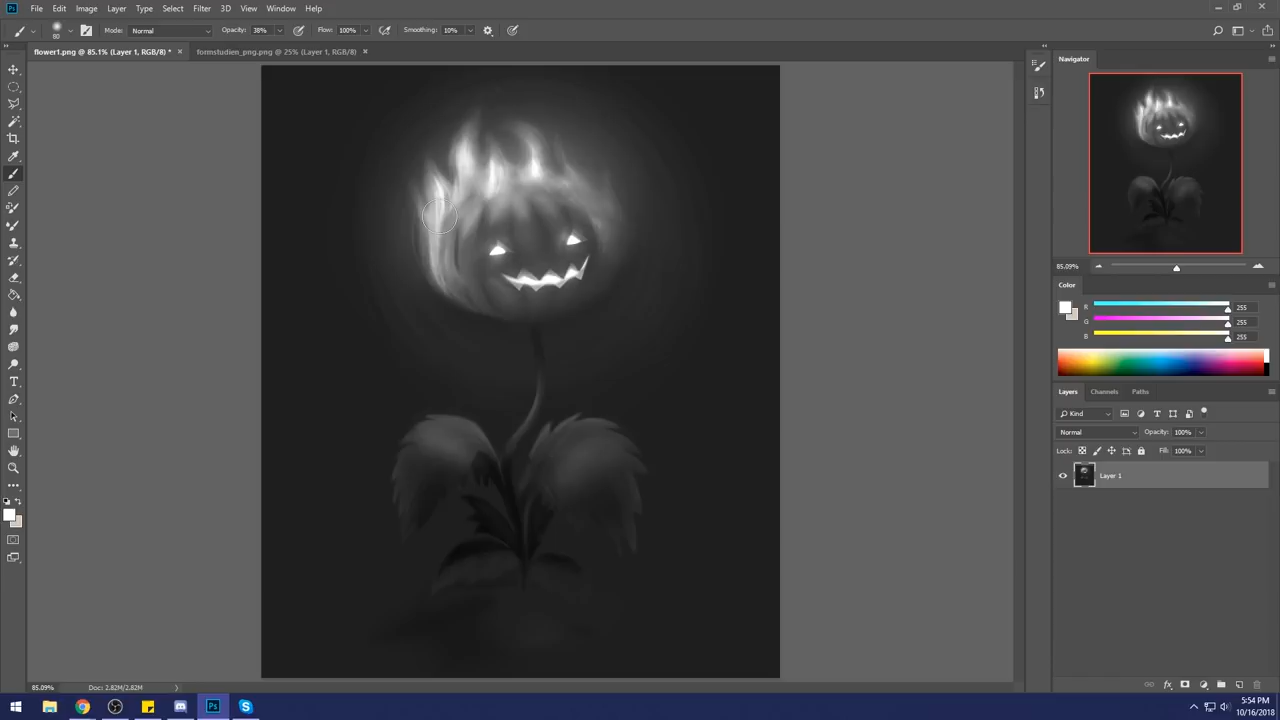 Ps File Edit Image Layer Type Select Filter 3D View Window Help
80 Mode: Normal Opacity: 38% Flow: 100% Smoothing: 10%
flower1.png @ 85.1% (Layer 1, RGB/8) * × formstudien_png.png @ 25% (Layer 1, RGB/8) ×
Navigator
85.09%
Color
R 255
G 255
B 255
Layers Channels Paths
Kind
Normal Opacity: 100%
Lock: Fill: 100%
Layer 1
85.09% Doc: 2.82M/2.82M
Ps
5:54 PM
10/16/2018